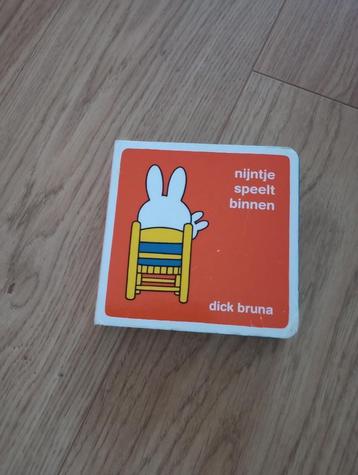 nijntje
speelt
binnen
dick bruna